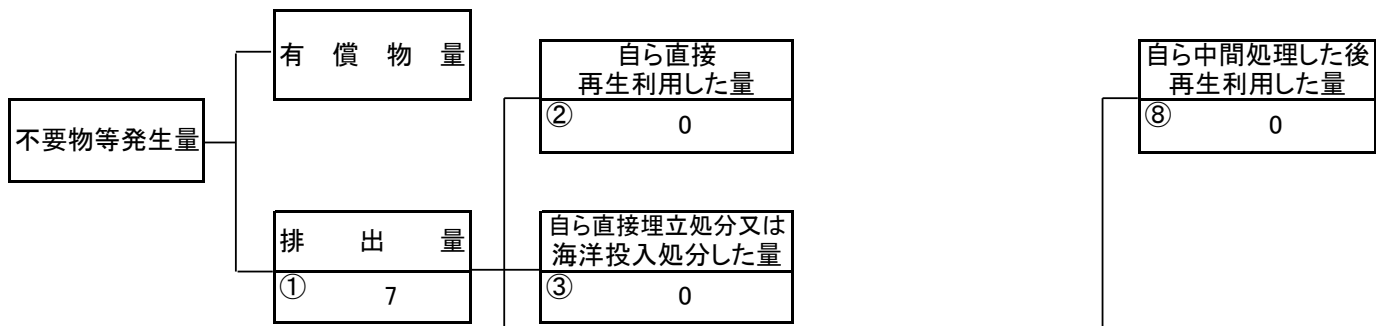 有償物量
自ら直接
再生利用した量
② 0
自ら中間処理した後
再生利用した量
⑧ 0
不要物等発生量
排出量
① 7
自ら直接埋立処分又は
海洋投入処分した量
③ 0